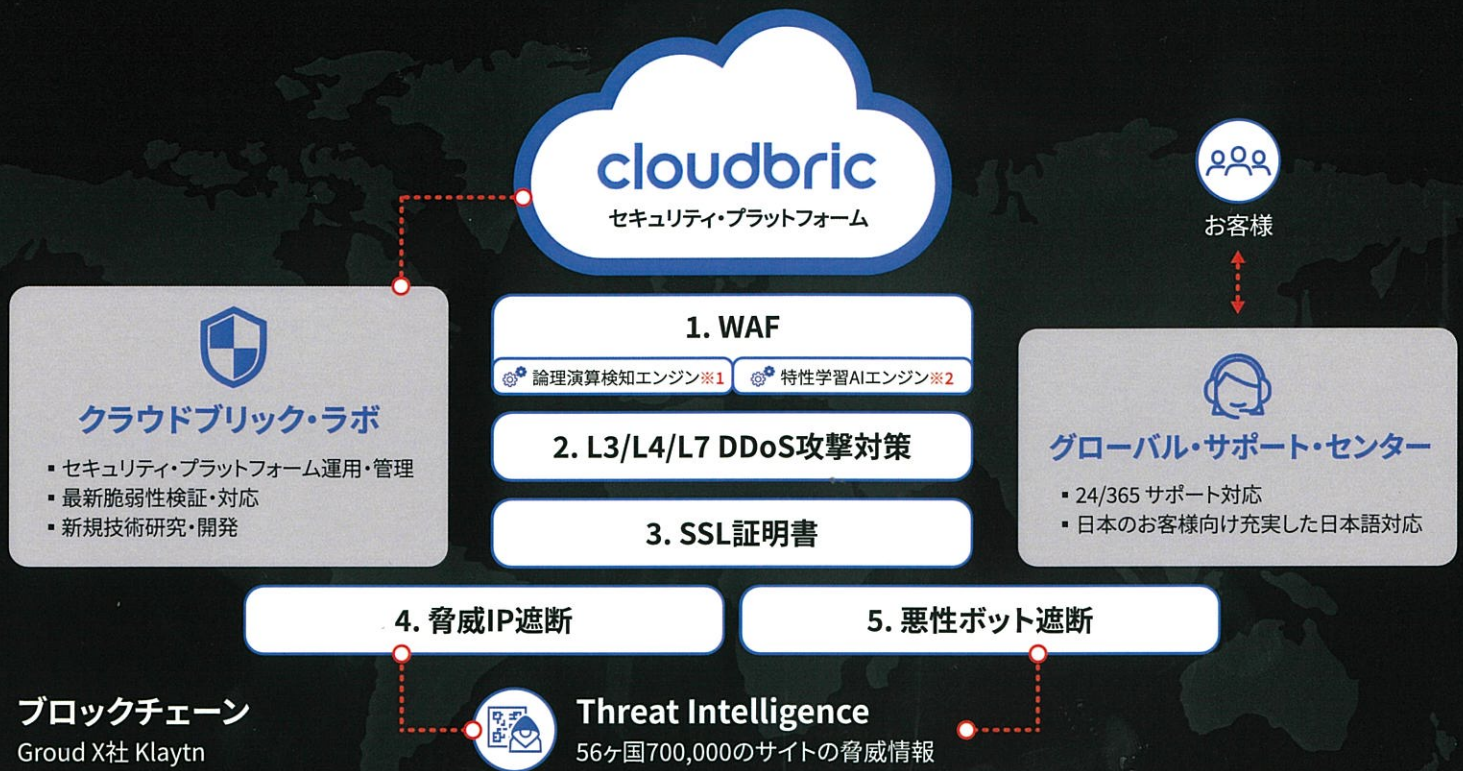 cloudbric
セキュリティ・プラットフォーム
お客様
クラウドブリック・ラボ
▪ セキュリティ・プラットフォーム運用・管理
▪ 最新脆弱性検証・対応
▪ 新規技術研究・開発
1. WAF
論理演算検知エンジン※1
特性学習AIエンジン※2
2. L3/L4/L7 DDoS攻撃対策
3. SSL証明書
グローバル・サポート・センター
▪ 24/365 サポート対応
▪ 日本のお客様向け充実した日本語対応
4. 脅威IP遮断
5. 悪性ボット遮断
ブロックチェーン
Groud X社 Klaytn
Threat Intelligence
56ヶ国700,000のサイトの脅威情報